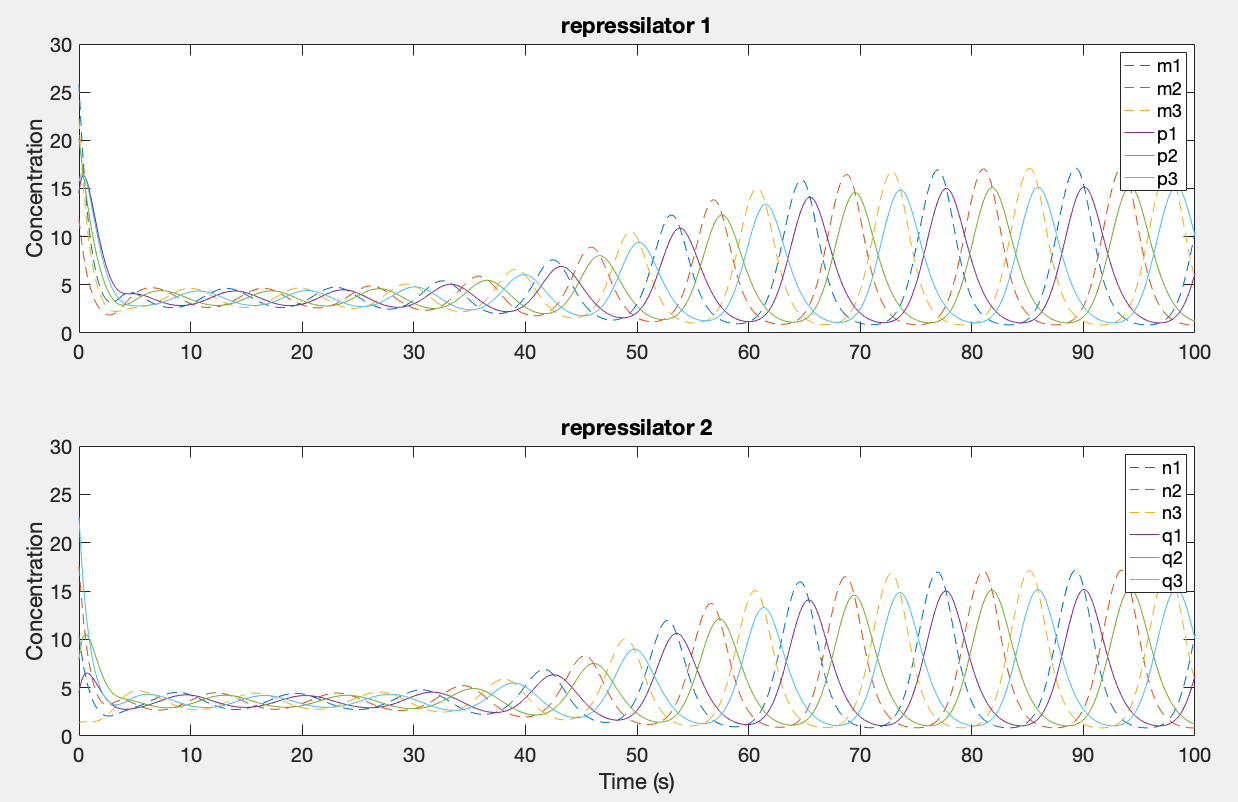 repressilator 1
Concentration
30
25
20
15
10
5
0
m1
m2
m3
p1
p2
p3
0 10 20 30 40 50 60 70 80 90 100
repressilator 2
Concentration
30
25
20
15
10
5
0
n1
n2
n3
q1
q2
q3
0 10 20 30 40 50 60 70 80 90 100
Time (s)